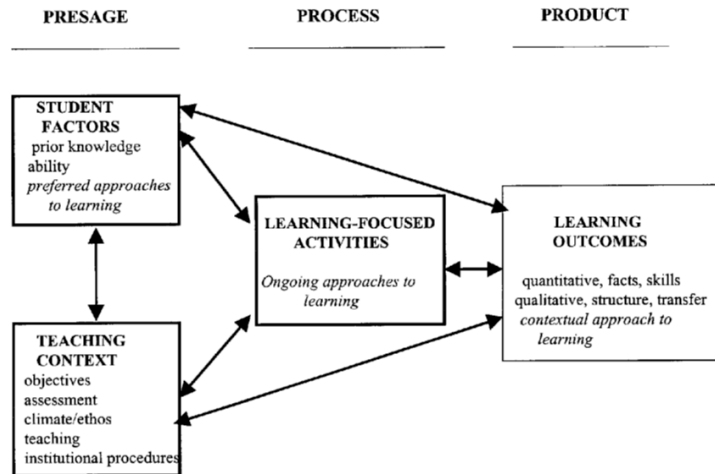 PRESAGE
PROCESS
PRODUCT
STUDENT
FACTORS
prior knowledge
ability
preferred approaches
to learning
LEARNING-FOCUSED
ACTIVITIES
Ongoing approaches to
learning
LEARNING
OUTCOMES
quantitative, facts, skills
qualitative, structure, transfer
contextual approach to
learning
TEACHING
CONTEXT
objectives
assessment
climate/ethos
teaching
institutional procedures